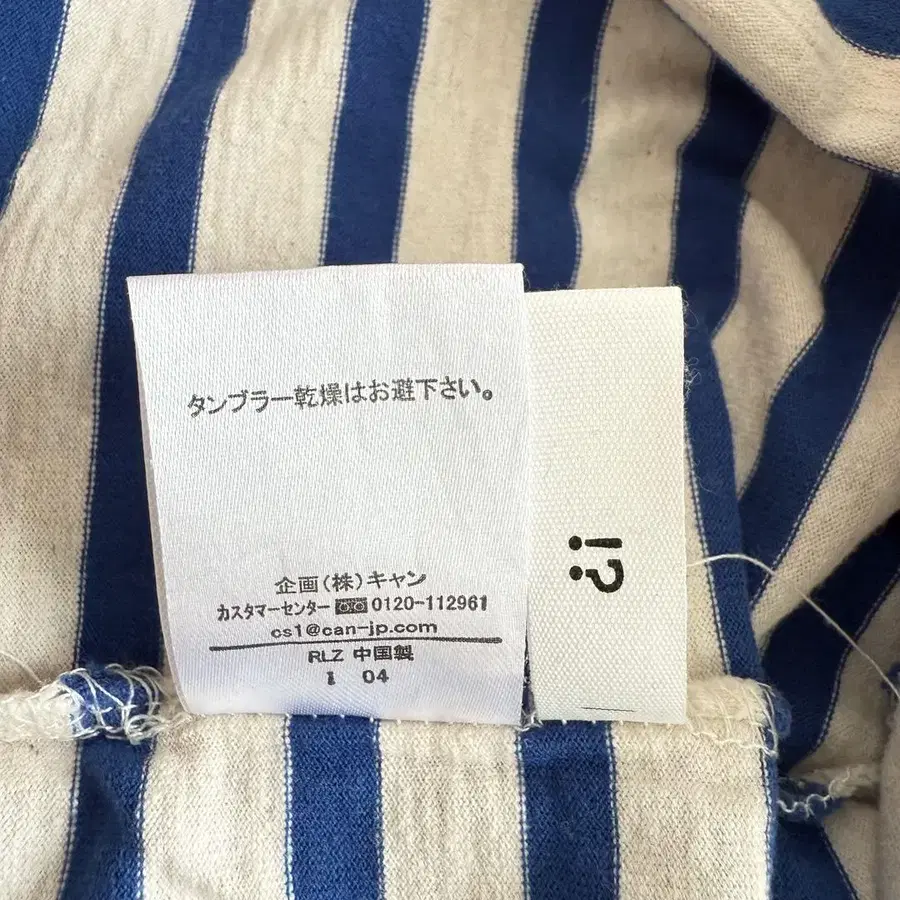 タンブラー乾燥はお避下さい。
企画(株)キャン
カスタマーセンター 0120-112961
cs1@can-jp.com
RLZ 中国製
1 04
!?